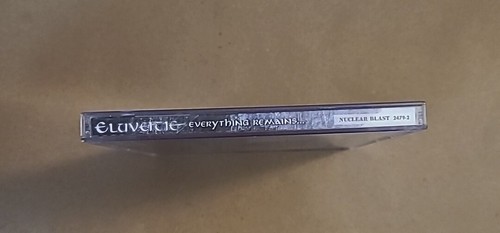 Eluveitie Everything Remains... NUCLEAR BLAST 2479-2